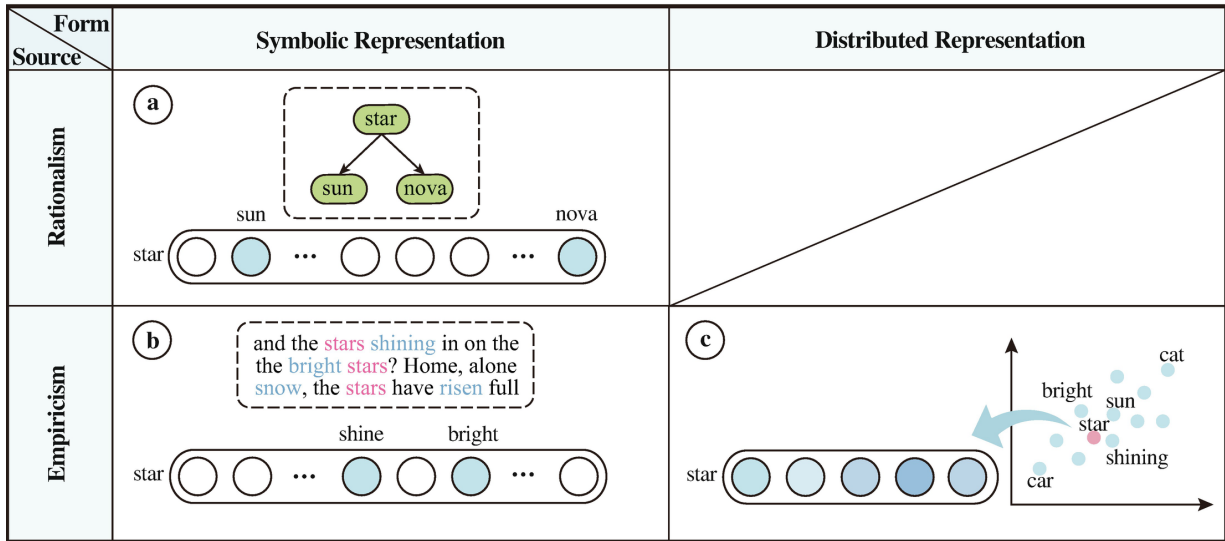 Form
Source
Symbolic Representation
Distributed Representation
Rationalism
a
star
sun
nova
sun
nova
star
...
...
Empiricism
b
and the stars shining in on the
the bright stars? Home, alone
snow, the stars have risen full
shine
bright
star
...
...
c
cat
bright
sun
star
shining
car
star